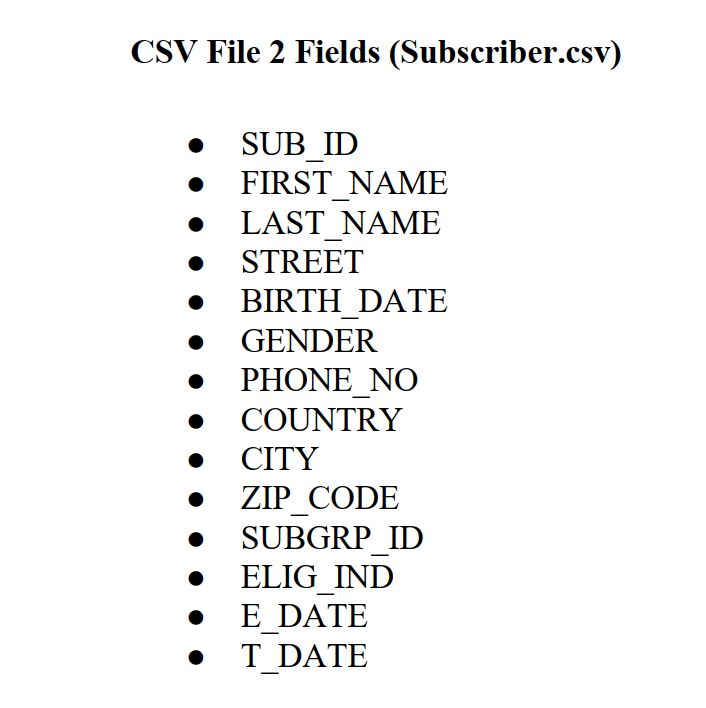 CSV File 2 Fields (Subscriber.csv)
● SUB_ID
● FIRST_NAME
● LAST_NAME
● STREET
● BIRTH_DATE
● GENDER
● PHONE_NO
● COUNTRY
● CITY
● ZIP_CODE
● SUBGRP_ID
● ELIG_IND
● E_DATE
● T_DATE